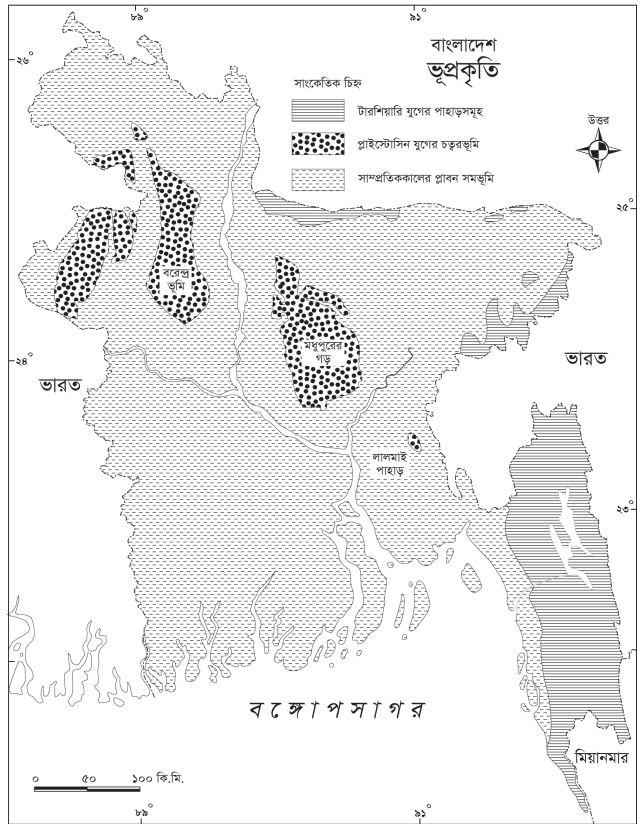 ৮৯°
৯১°
বাংলাদেশ
ভূপ্রকৃতি
২৬°
সাংকেতিক চিহ্ন
টারশিয়ারি যুগের পাহাড়সমূহ
প্লাইস্টোসিন যুগের চত্বরভূমি
সাম্প্রতিককালের প্লাবন সমভূমি
উত্তর
২৫°
বরেন্দ্র
ভূমি
মধুপুরের
গড়
২৪°
ভারত
ভারত
লালমাই
পাহাড়
২৩°
বঙ্গোপসাগর
মিয়ানমার
০ ৫০ ১০০ কি.মি.
৮৯°
৯১°